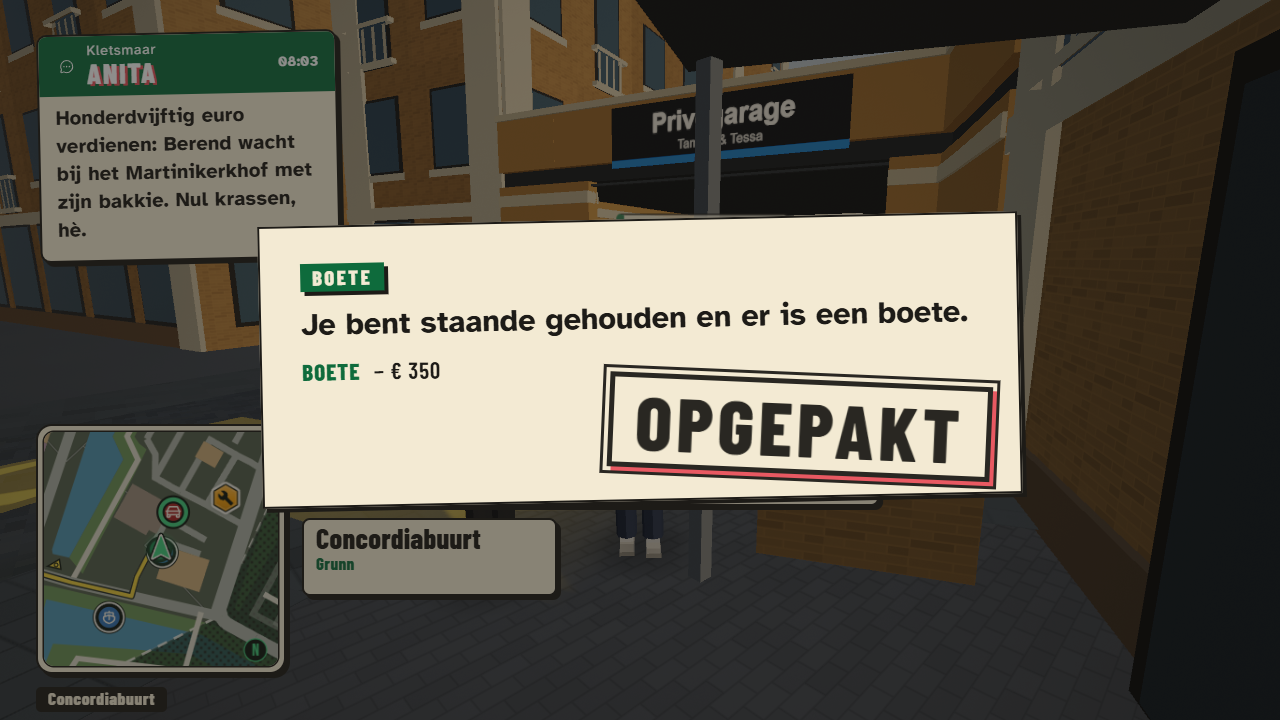 Kletsmaar
ANITA
08:03
Honderdvijftig euro
verdienen: Berend wacht
bij het Martinikerkhof met
zijn bakkie. Nul krassen,
hè.
BOETE
Je bent staande gehouden en er is een boete.
BOETE – € 350
OPGEPAKT
Concordiabuurt
Grunn
N
Concordiabuurt